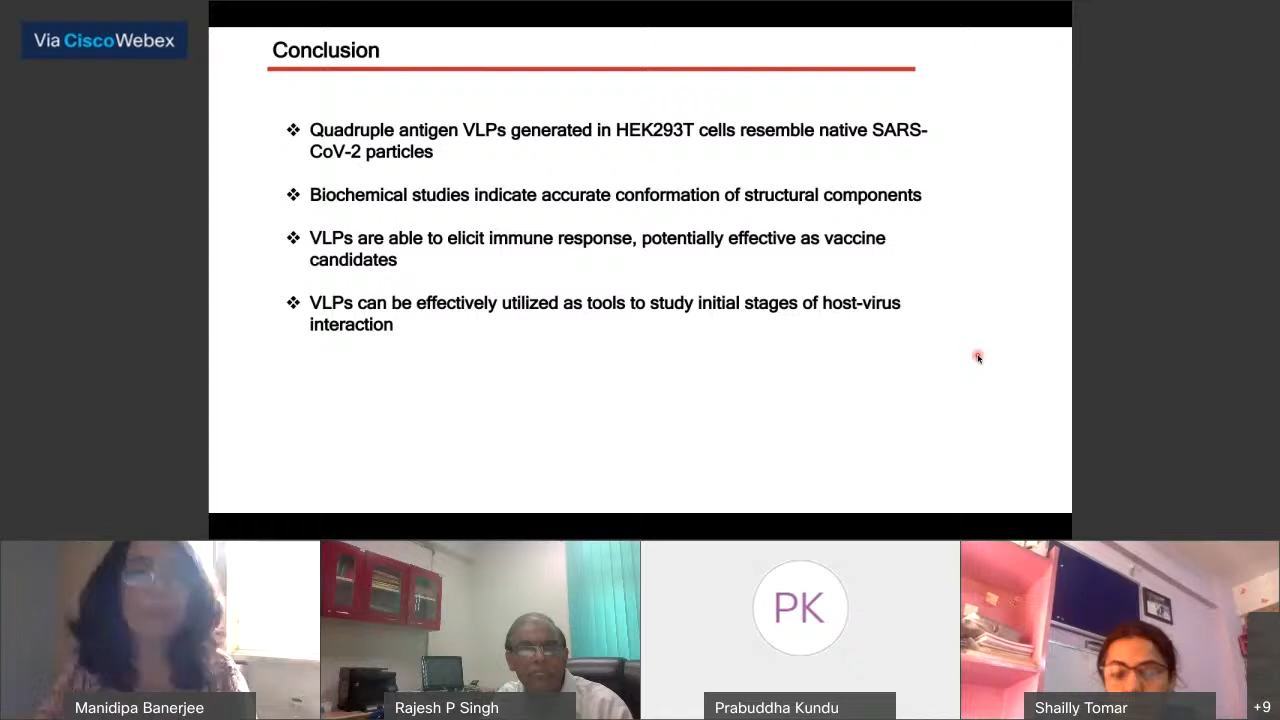 Via Cisco Webex
Conclusion
❖ Quadruple antigen VLPs generated in HEK293T cells resemble native SARS-
CoV-2 particles
❖ Biochemical studies indicate accurate conformation of structural components
❖ VLPs are able to elicit immune response, potentially effective as vaccine
candidates
❖ VLPs can be effectively utilized as tools to study initial stages of host-virus
interaction
PK
Manidipa Banerjee
Rajesh P Singh
Prabuddha Kundu
Shailly Tomar
+9